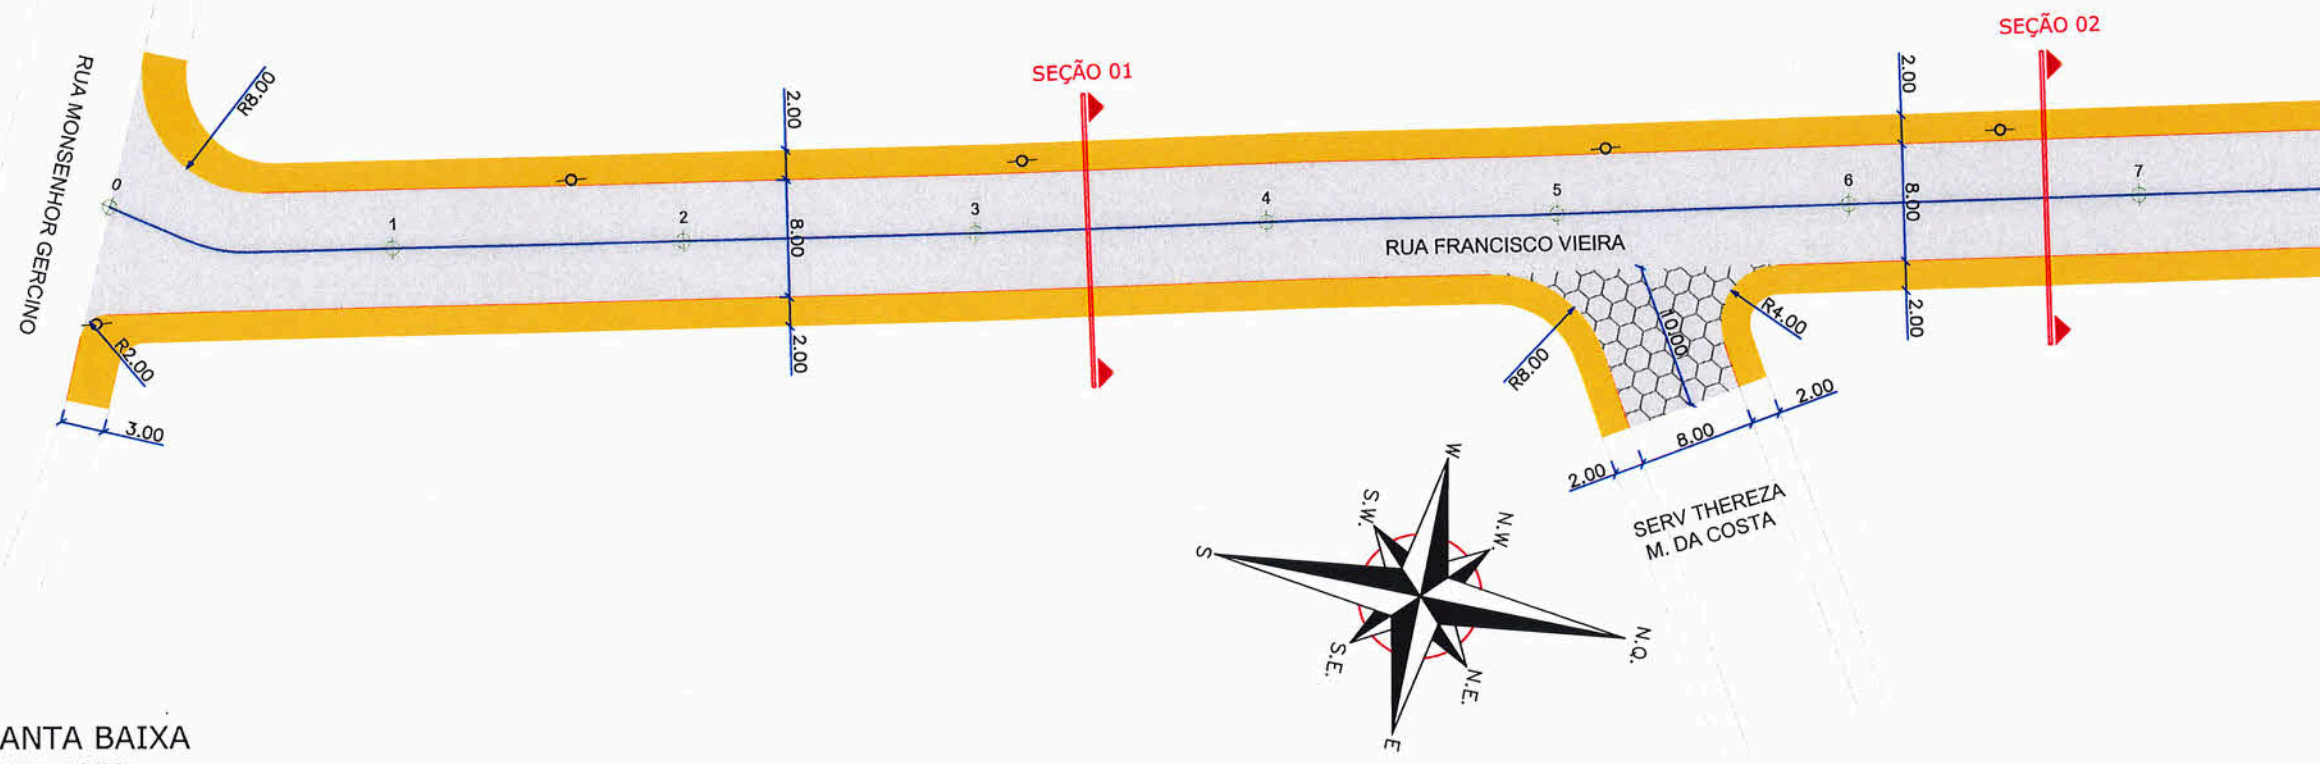 RUA MONSENHOR GERCINO
R8.00
0
1
2
3
4
5
6
7
2.00
8.00
2.00
SEÇÃO 01
RUA FRANCISCO VIEIRA
2.00
8.00
2.00
SEÇÃO 02
R2.00
3.00
R8.00
10.00
R4.00
2.00
8.00
2.00
SERV THEREZA
M. DA COSTA
W
N.W.
N.Q.
N.E.
E
S.E.
S
S.W.
ANTA BAIXA